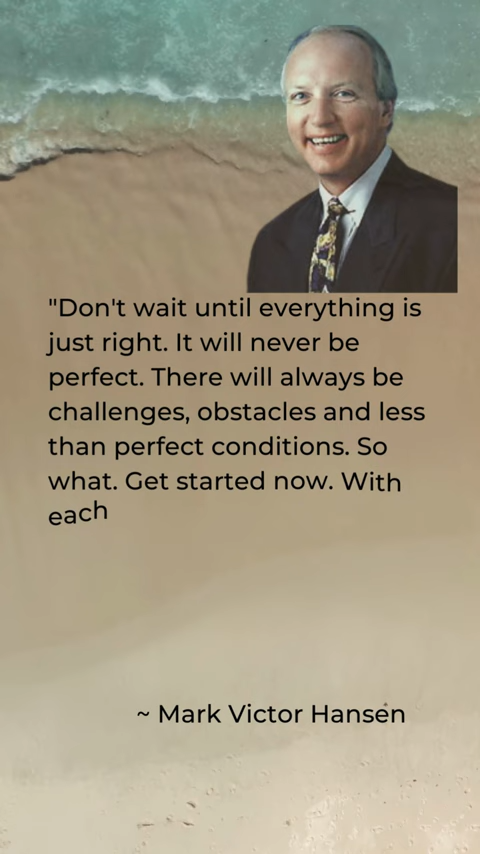 "Don't wait until everything is
just right. It will never be
perfect. There will always be
challenges, obstacles and less
than perfect conditions. So
what. Get started now. With
each
~ Mark Victor Hansen